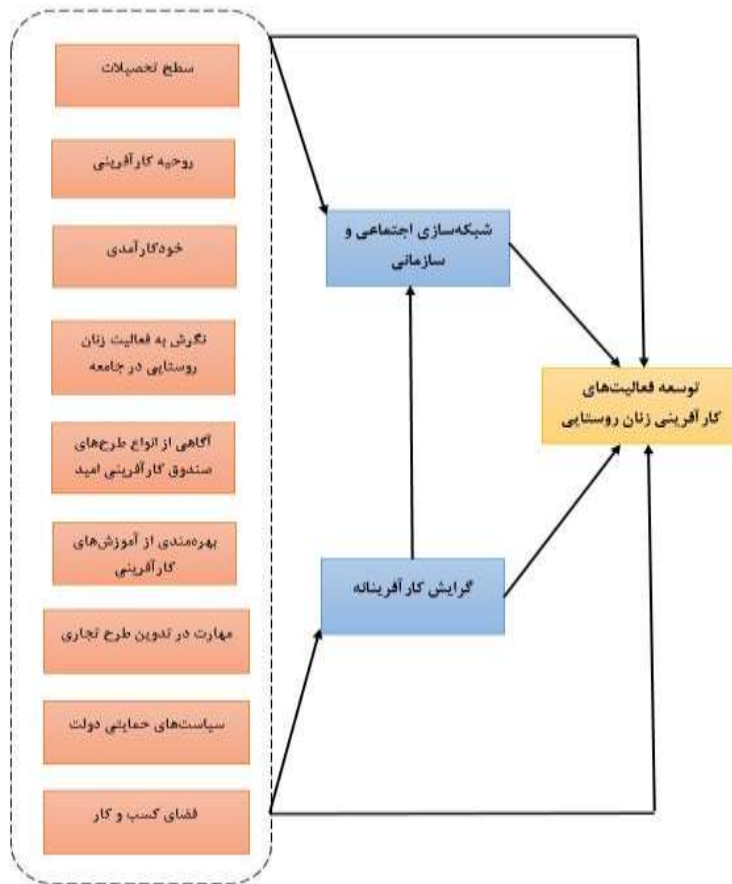 سطح تحصیلات
روحیه کارآفرینی
خودکارآمدی
نگرش به فعالیت زنان
روستایی در جامعه
آگاهی از انواع طرح‌های
صندوق کارآفرینی امید
بهره‌مندی از آموزش‌های
کارآفرینی
مهارت در تدوین طرح تجاری
سیاست‌های حمایتی دولت
فضای کسب و کار
شبکه‌سازی اجتماعی و
سازمانی
گرایش کارآفرینانه
توسعه فعالیت‌های
کارآفرینی زنان روستایی